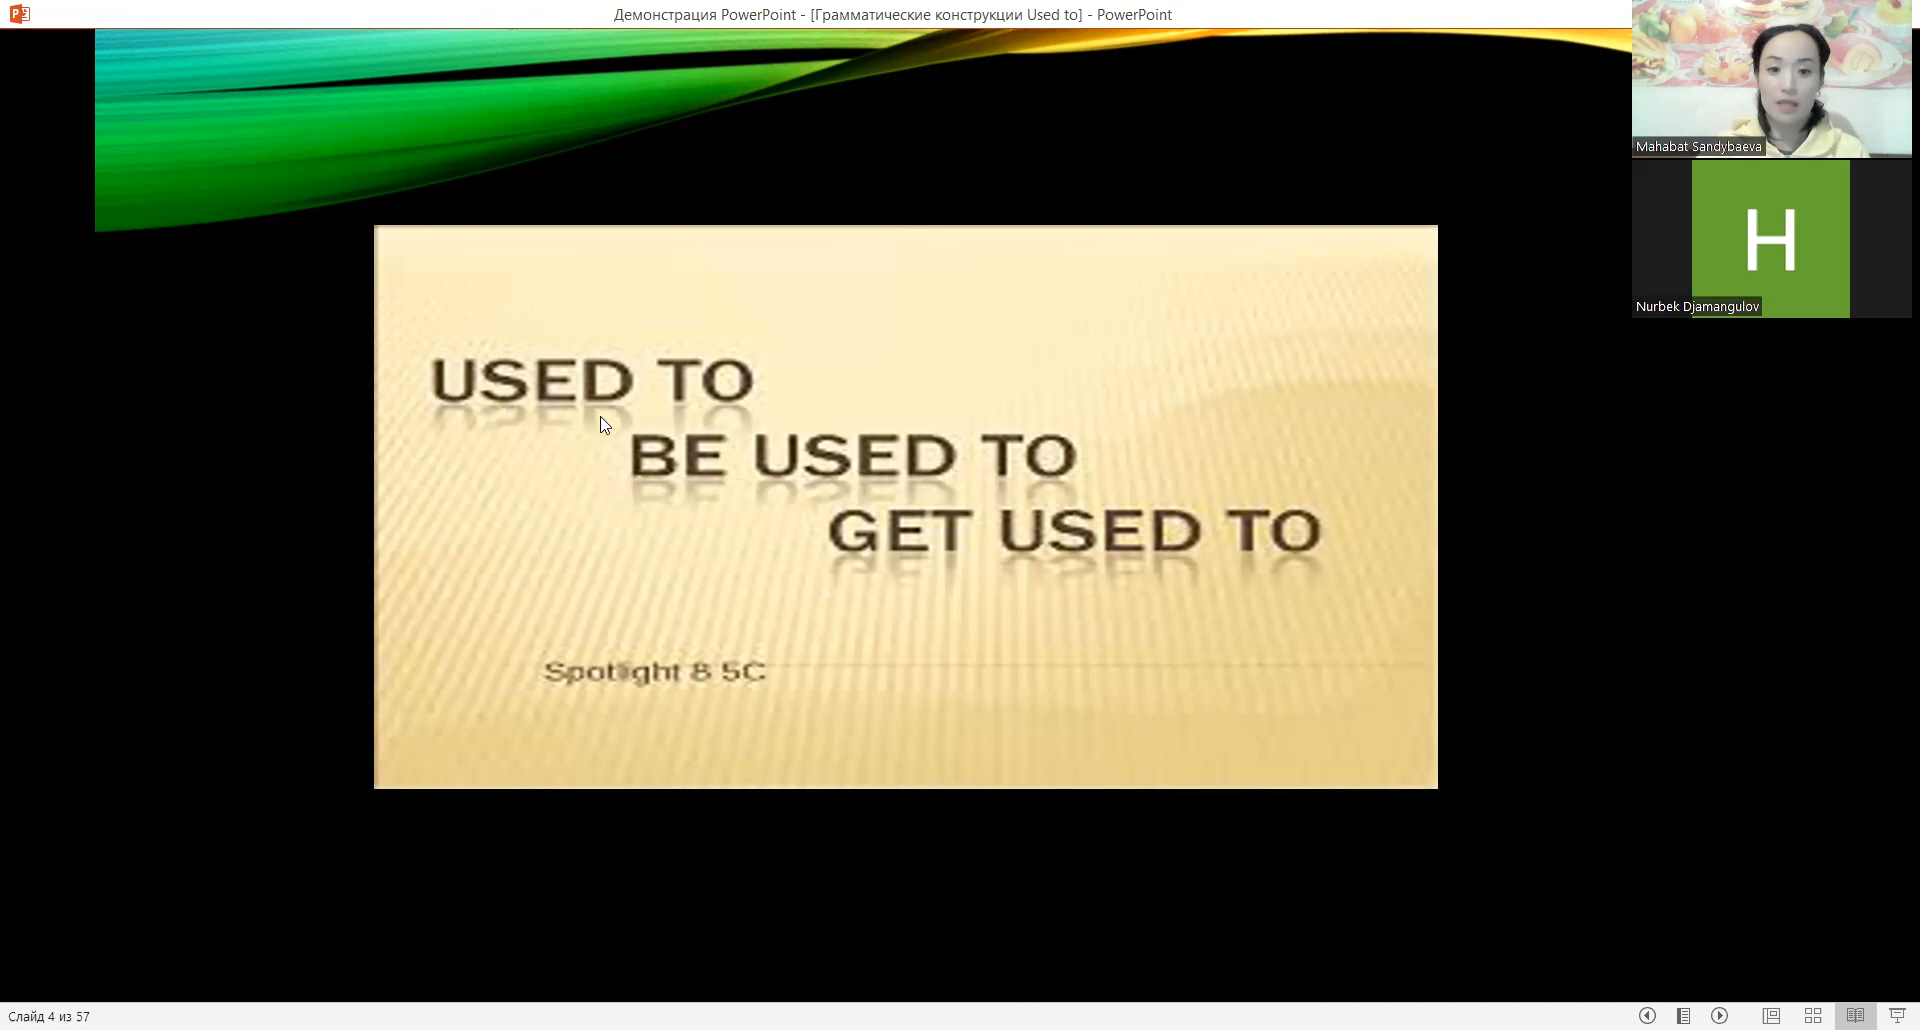 Демонстрация PowerPoint - [Грамматические конструкции Used to] - PowerPoint
Mahabat Sandybaeva
H
Nurbek Djamangulov
USED TO
BE USED TO
GET USED TO
Spotlight 8 5C
Слайд 4 из 57